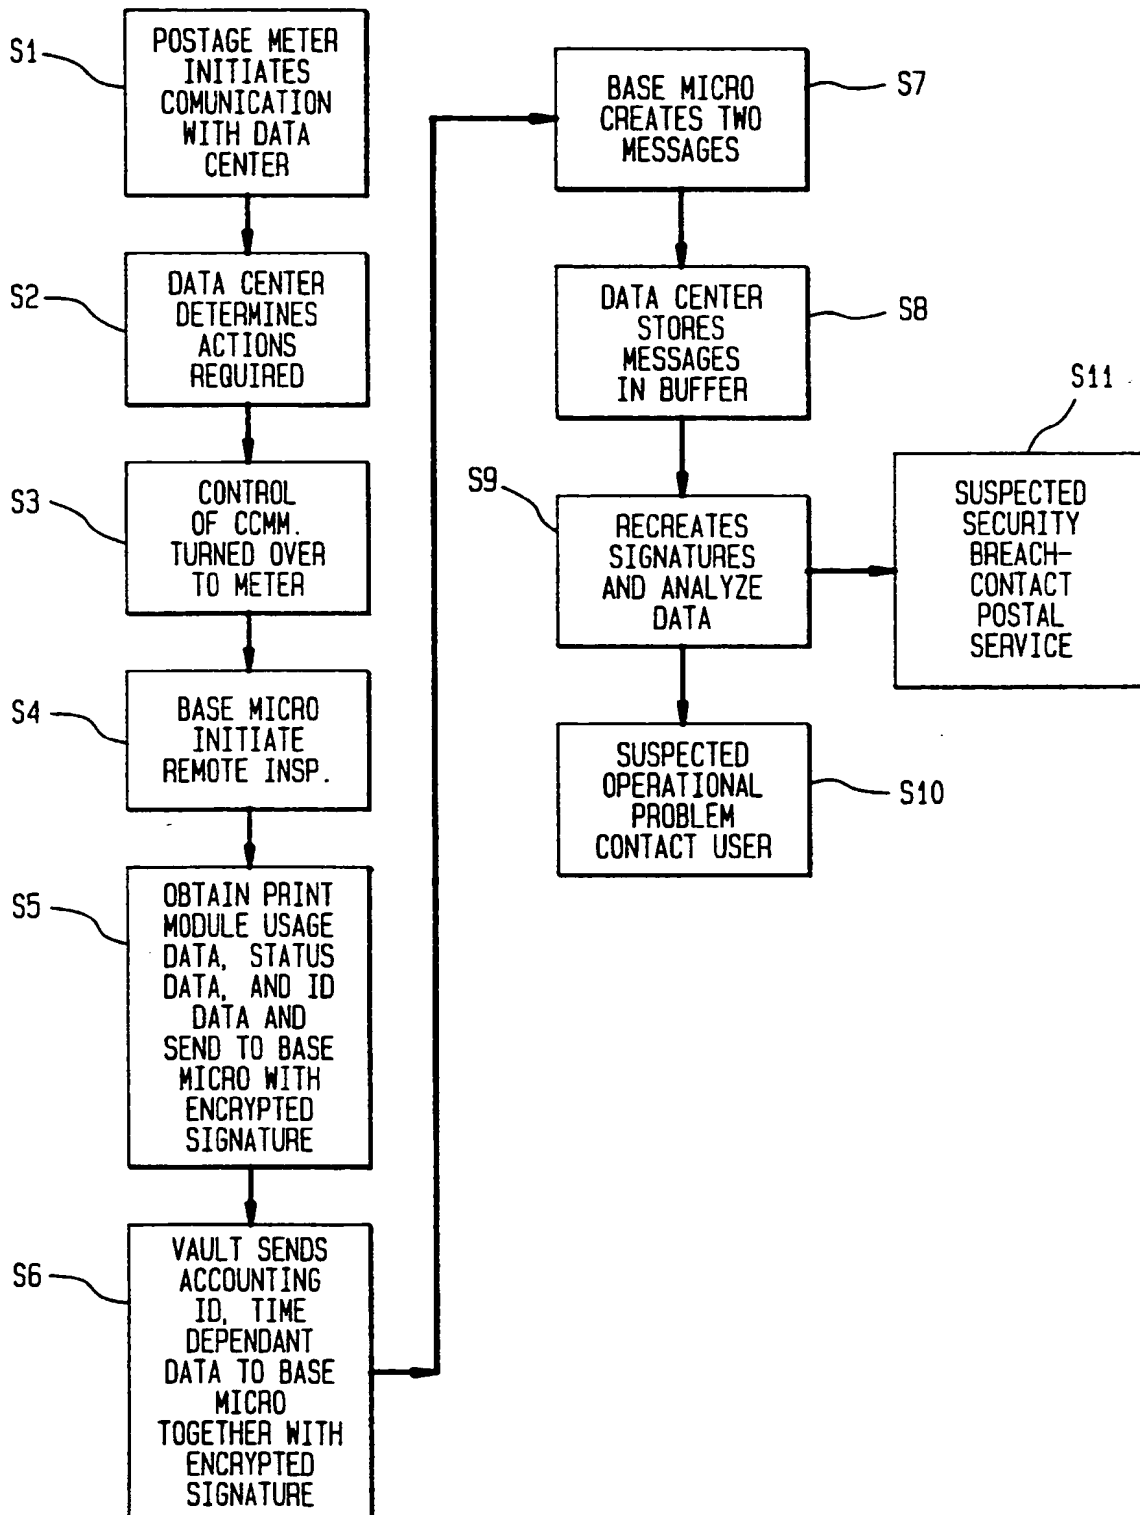 S1
POSTAGE METER
INITIATES
COMUNICATION
WITH DATA
CENTER
S2
DATA CENTER
DETERMINES
ACTIONS
REQUIRED
S3
CONTROL
OF CCMM.
TURNED OVER
TO METER
S4
BASE MICRO
INITIATE
REMOTE INSP.
S5
OBTAIN PRINT
MODULE USAGE
DATA, STATUS
DATA, AND ID
DATA AND
SEND TO BASE
MICRO WITH
ENCRYPTED
SIGNATURE
S6
VAULT SENDS
ACCOUNTING
ID, TIME
DEPENDANT
DATA TO BASE
MICRO
TOGETHER WITH
ENCRYPTED
SIGNATURE
S7
BASE MICRO
CREATES TWO
MESSAGES
S8
DATA CENTER
STORES
MESSAGES
IN BUFFER
S9
RECREATES
SIGNATURES
AND ANALYZE
DATA
S10
SUSPECTED
OPERATIONAL
PROBLEM
CONTACT USER
S11
SUSPECTED
SECURITY
BREACH-
CONTACT
POSTAL
SERVICE